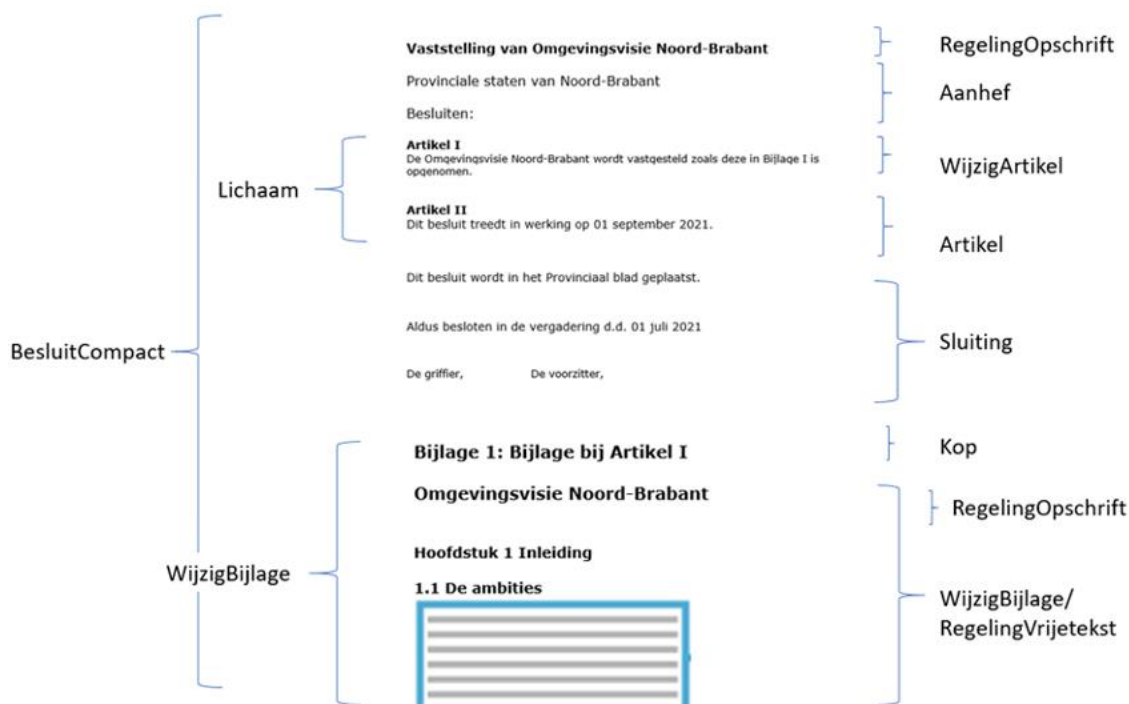 Vaststelling van Omgevingsvisie Noord-Brabant
RegelingOpschrift
Provinciale staten van Noord-Brabant
Aanhef
Besluiten:
Artikel I
De Omgevingsvisie Noord-Brabant wordt vastgesteld zoals deze in Bijlage I is
opgenomen.
WijzigArtikel
Lichaam
Artikel II
Dit besluit treedt in werking op 01 september 2021.
Artikel
Dit besluit wordt in het Provinciaal blad geplaatst.
Aldus besloten in de vergadering d.d. 01 juli 2021
Sluiting
BesluitCompact
De griffier, De voorzitter,
Bijlage 1: Bijlage bij Artikel I
Kop
Omgevingsvisie Noord-Brabant
RegelingOpschrift
Hoofdstuk 1 Inleiding
WijzigBijlage
1.1 De ambities
WijzigBijlage/
RegelingVrijetekst